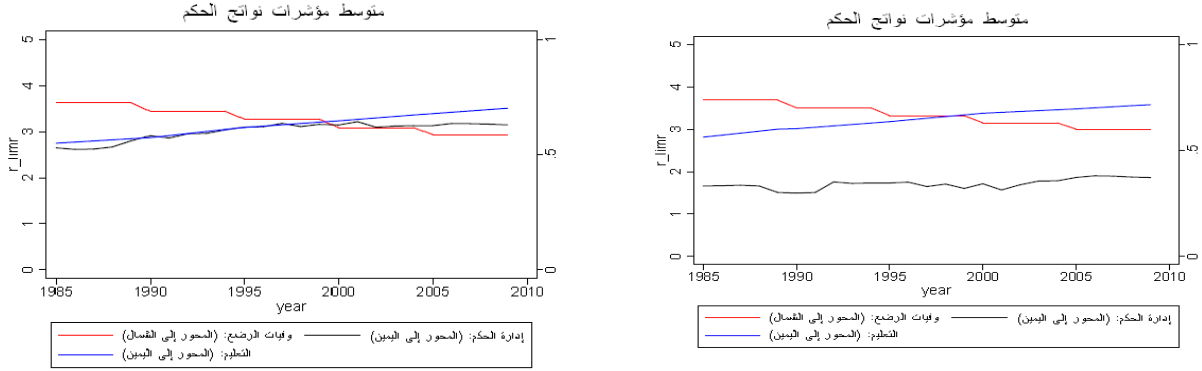 متوسط مؤشرات نواتج الحكم
5
4
3
2
1
0
r_limr
1
.5
0
1985 1990 1995 2000 2005 2010
year
وفيات الرضع: (المحور إلى الشمال)
إدارة الحكم: (المحور إلى اليمين)
التعليم: (المحور إلى اليمين)
متوسط مؤشرات نواتج الحكم
5
4
3
2
1
0
r_limr
1
.5
0
1985 1990 1995 2000 2005 2010
year
وفيات الرضع: (المحور إلى الشمال)
إدارة الحكم: (المحور إلى اليمين)
التعليم: (المحور إلى اليمين)